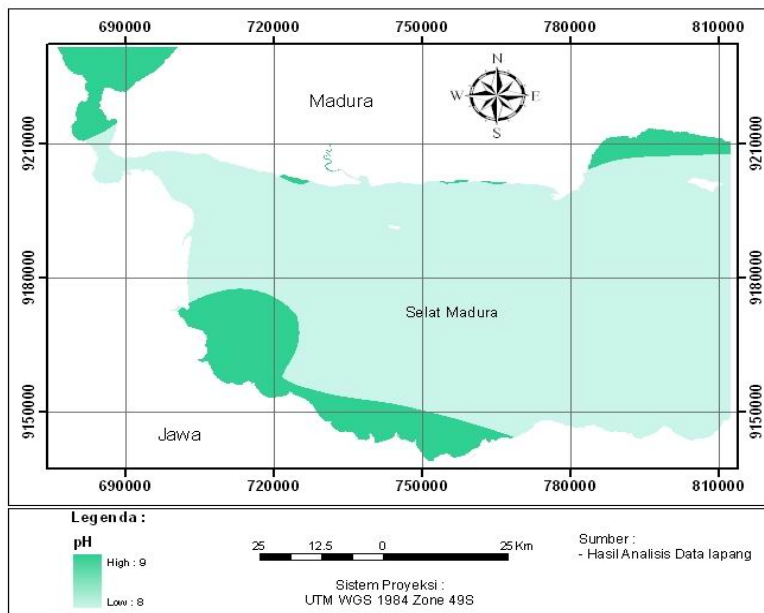 690000 720000 750000 780000 810000
Madura
N
W E
S
9210000 9210000
9180000 9180000
Selat Madura
9150000 9150000
Jawa
690000 720000 750000 780000 810000
Legenda :
pH
High : 9
Low : 8
25 12.5 0 25 Km
Sistem Proyeksi :
UTM WGS 1984 Zone 49S
Sumber :
- Hasil Analisis Data lapang